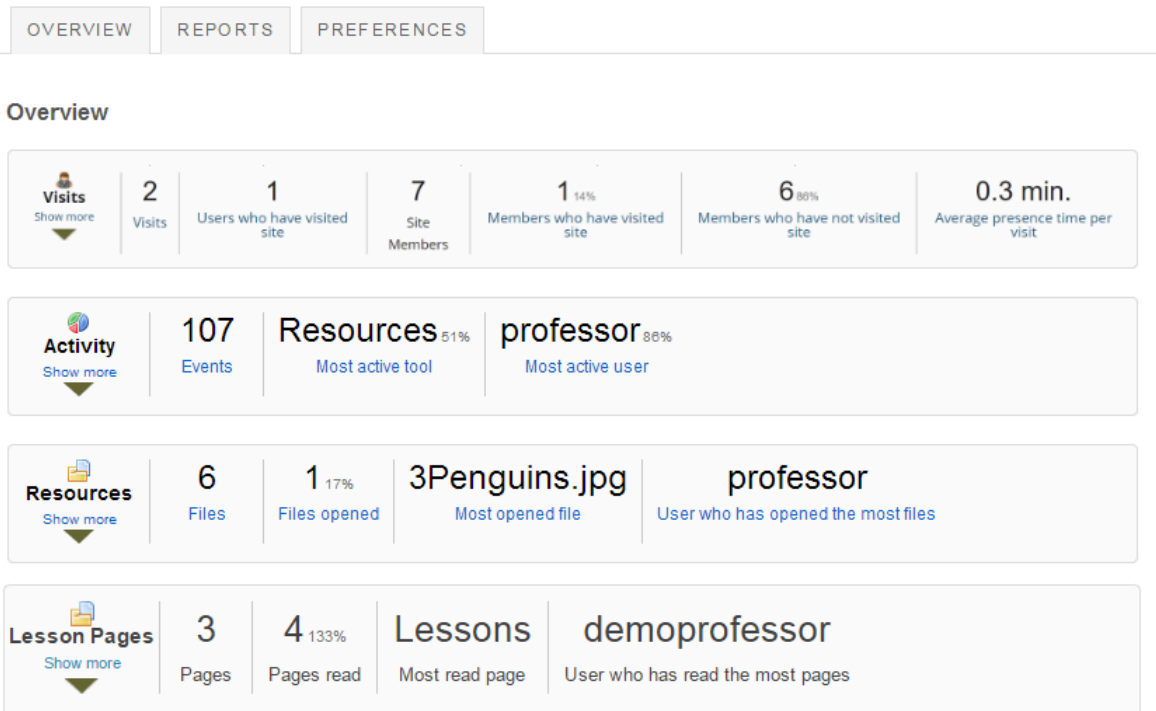 OVERVIEW REPORTS PREFERENCES
Overview
Visits
Show more
2
Visits
1
Users who have visited
site
7
Site
Members
1 14%
Members who have visited
site
6 86%
Members who have not visited
site
0.3 min.
Average presence time per
visit
Activity
Show more
107
Events
Resources 51%
Most active tool
professor 86%
Most active user
Resources
Show more
6
Files
1 17%
Files opened
3Penguins.jpg
Most opened file
professor
User who has opened the most files
Lesson Pages
Show more
3
Pages
4 133%
Pages read
Lessons
Most read page
demoprofessor
User who has read the most pages